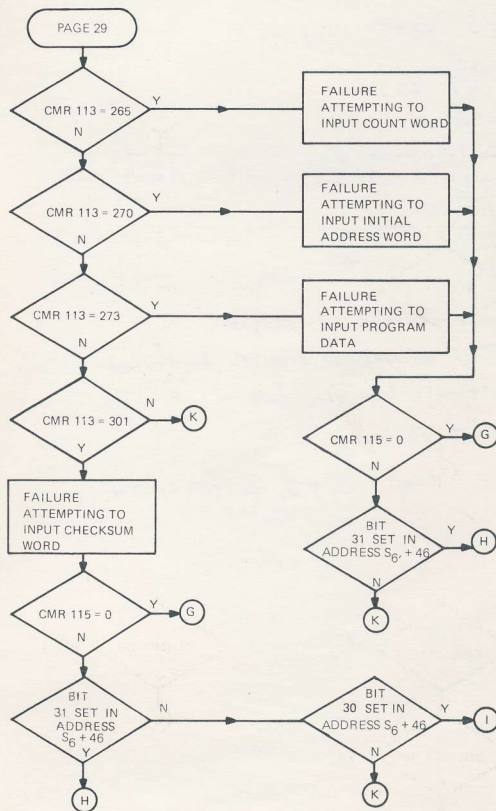 PAGE 29
CMR 113 = 265
Y
N
FAILURE
ATTEMPTING TO
INPUT COUNT WORD
CMR 113 = 270
Y
N
FAILURE
ATTEMPTING TO
INPUT INITIAL
ADDRESS WORD
CMR 113 = 273
Y
N
FAILURE
ATTEMPTING TO
INPUT PROGRAM
DATA
CMR 113 = 301
N
K
Y
FAILURE
ATTEMPTING TO
INPUT CHECKSUM
WORD
CMR 115 = 0
Y
G
N
BIT
31 SET IN
ADDRESS S6, + 46
Y
H
N
K
CMR 115 = 0
Y
G
N
BIT
31 SET IN
ADDRESS
S6 + 46
N
Y
H
BIT
30 SET IN
ADDRESS S6 + 46
Y
I
N
K